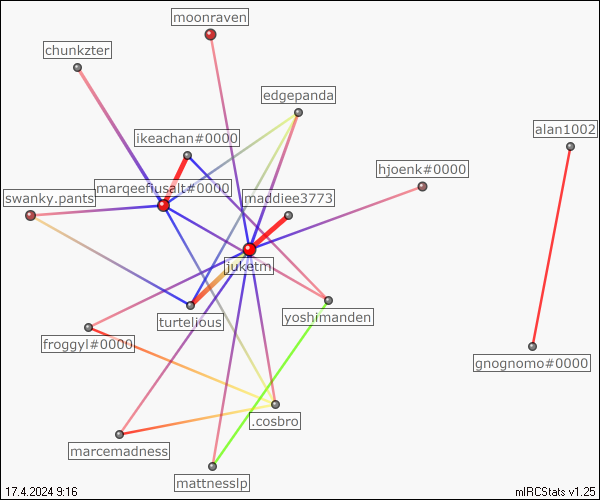 moonraven
chunkzter
edgepanda
alan1002
ikeachan#0000
hjoenk#0000
marqeefiusalt#0000
swanky.pants
maddiee3773
juketm
yoshimanden
turtelious
froggyl#0000
gnognomo#0000
.cosbro
marcemadness
mattnesslp
17.4.2024 9:16
mIRCStats v1.25